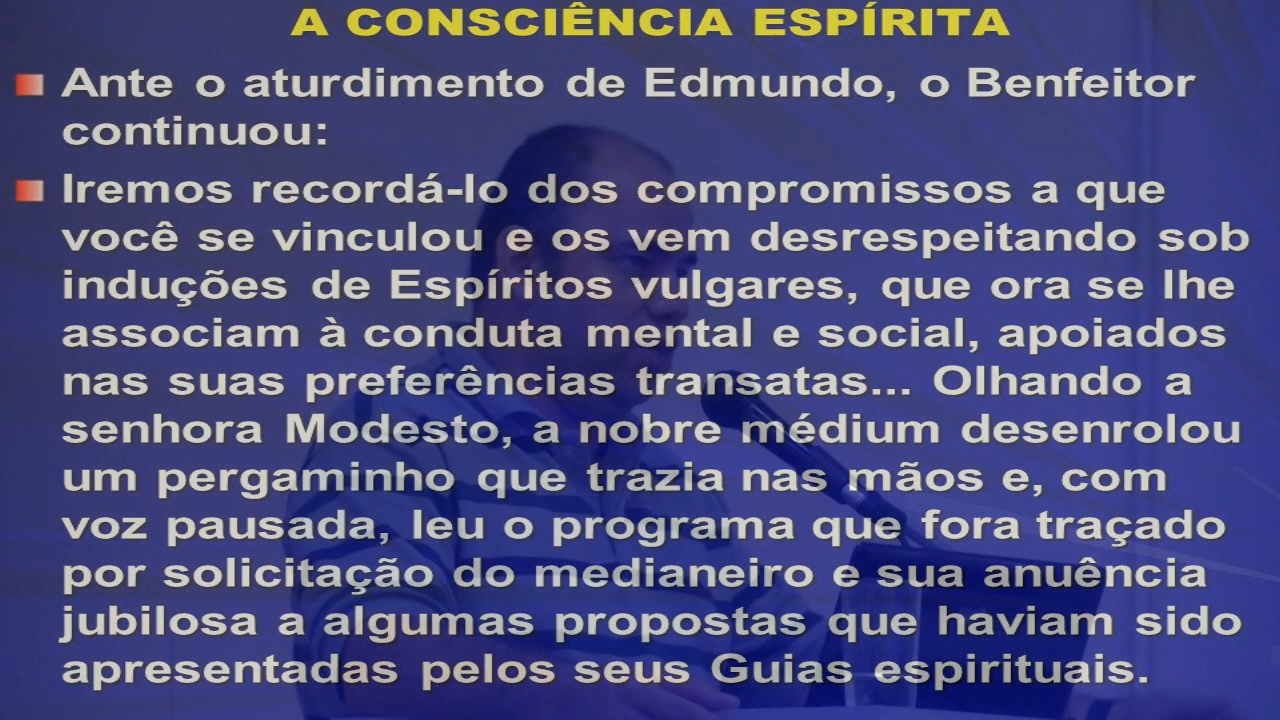 A CONSCIÊNCIA ESPÍRITA
Ante o aturdimento de Edmundo, o Benfeitor
continuou:
Iremos recordá-lo dos compromissos a que
você se vinculou e os vem desrespeitando sob
induções de Espíritos vulgares, que ora se lhe
associam à conduta mental e social, apoiados
nas suas preferências transatas... Olhando a
senhora Modesto, a nobre médium desenrolou
um pergaminho que trazia nas mãos e, com
voz pausada, leu o programa que fora traçado
por solicitação do medianeiro e sua anuência
jubilosa a algumas propostas que haviam sido
apresentadas pelos seus Guias espirituais.